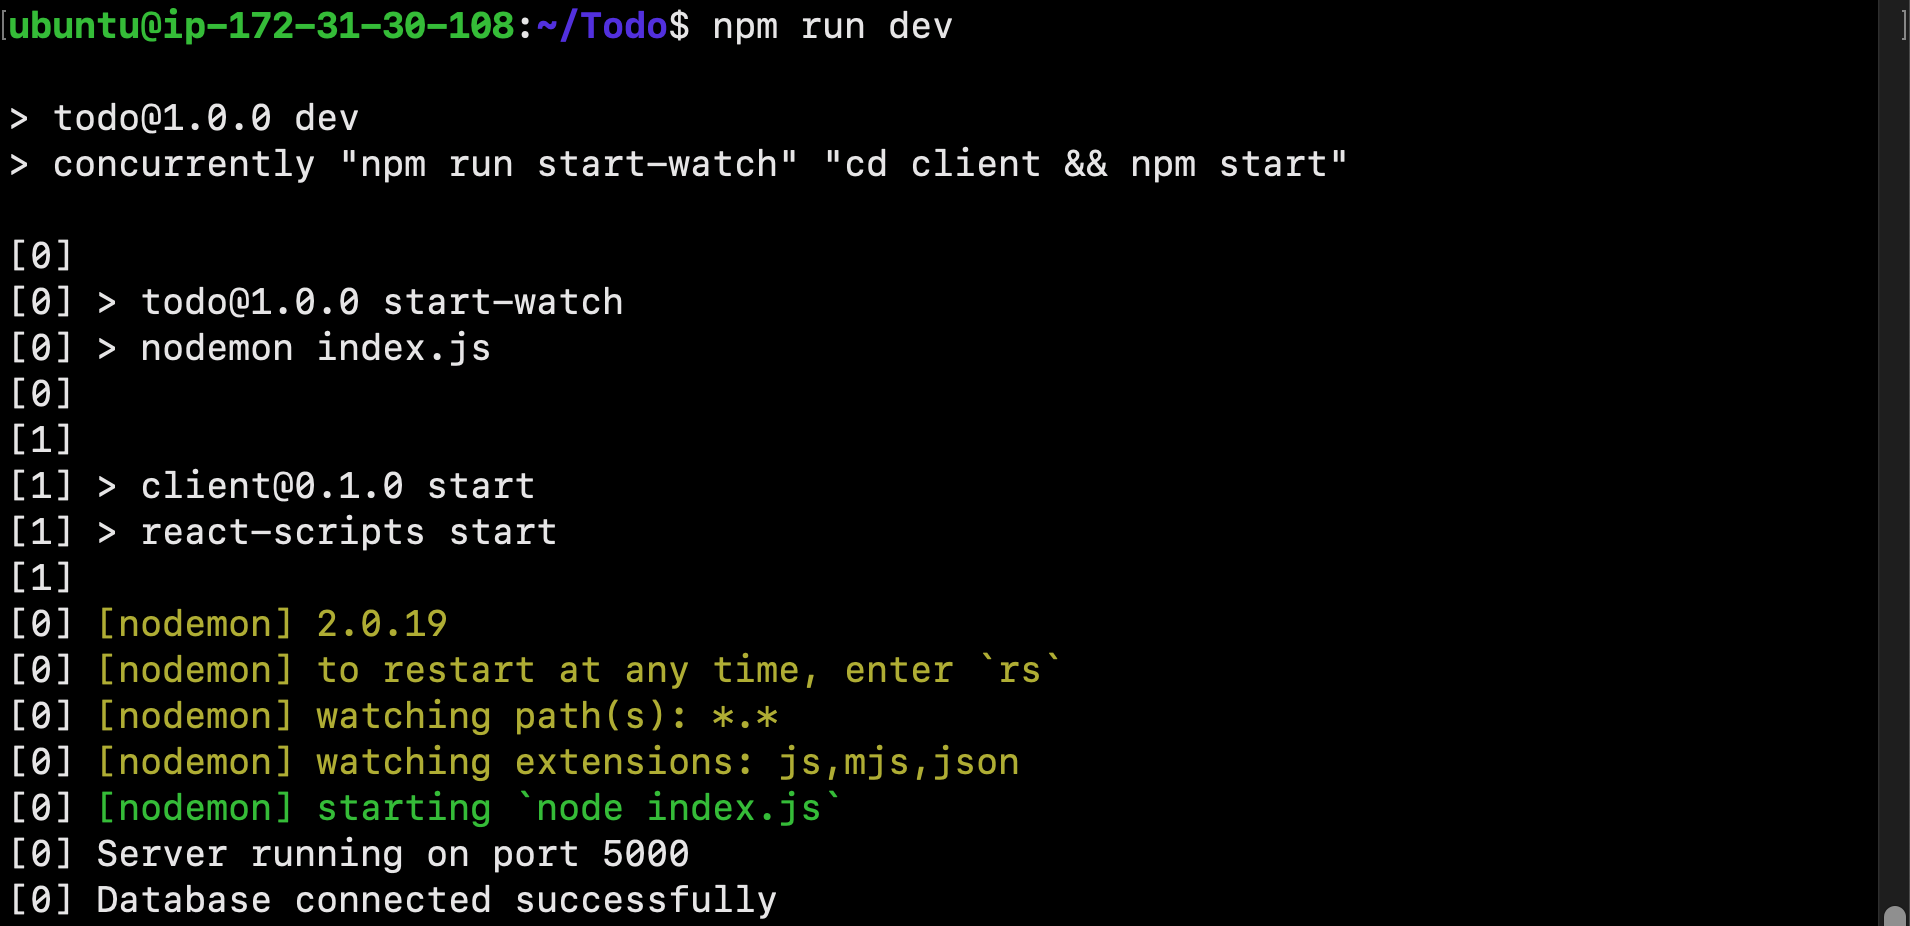 [ubuntu@ip-172-31-30-108:~/Todo$ npm run dev ]
> todo@1.0.0 dev
> concurrently "npm run start-watch" "cd client && npm start"
[0]
[0] > todo@1.0.0 start-watch
[0] > nodemon index.js
[0]
[1]
[1] > client@0.1.0 start
[1] > react-scripts start
[1]
[0] [nodemon] 2.0.19
[0] [nodemon] to restart at any time, enter `rs`
[0] [nodemon] watching path(s): *.*
[0] [nodemon] watching extensions: js,mjs,json
[0] [nodemon] starting `node index.js`
[0] Server running on port 5000
[0] Database connected successfully